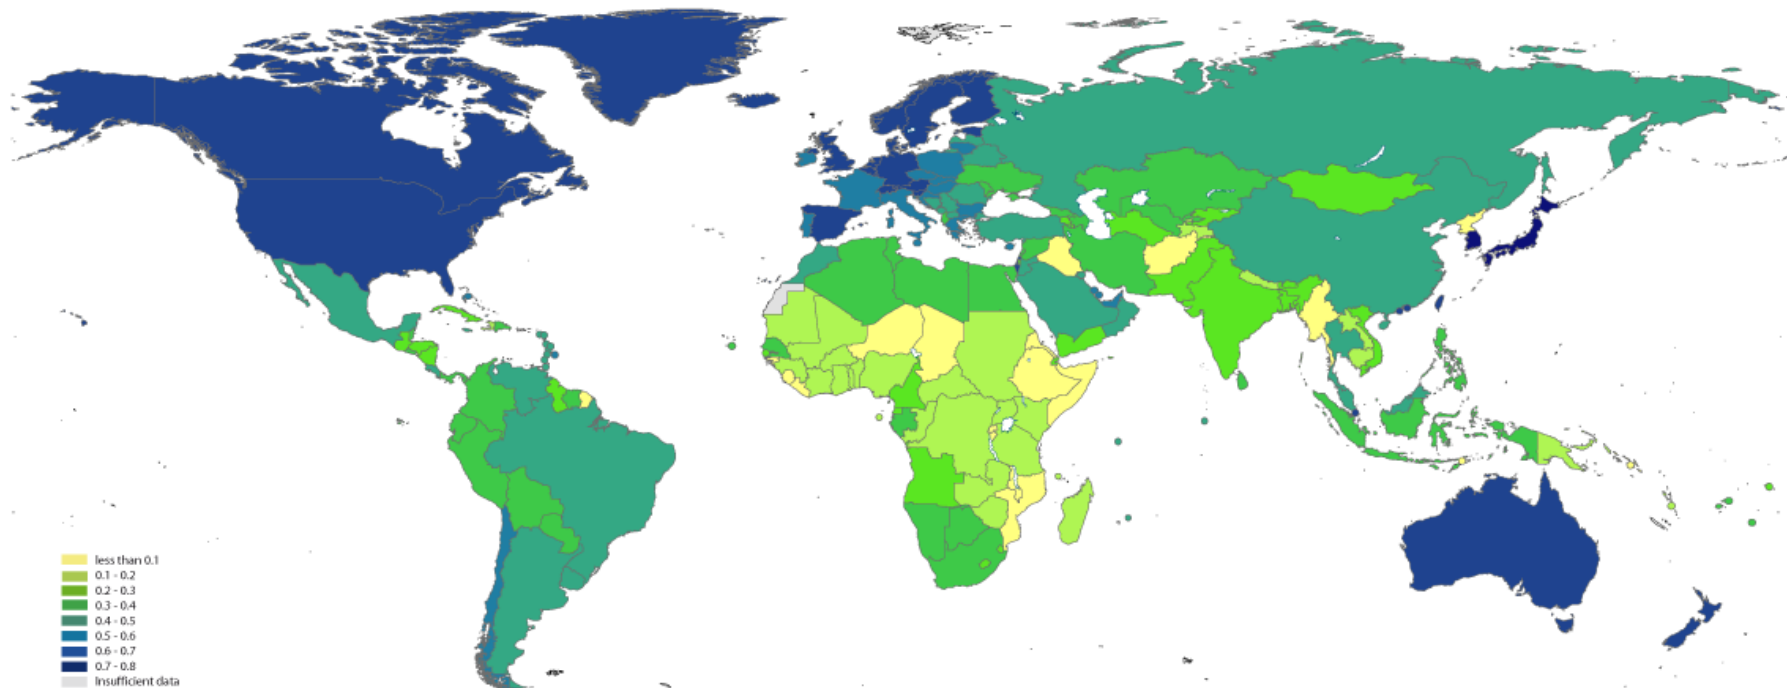 less than 0.1
0.1 - 0.2
0.2 - 0.3
0.3 - 0.4
0.4 - 0.5
0.5 - 0.6
0.6 - 0.7
0.7 - 0.8
Insufficient data